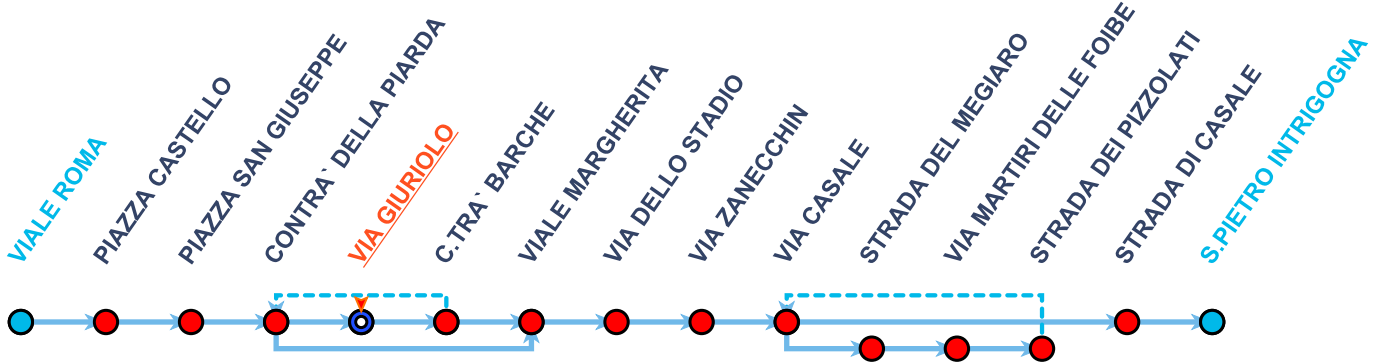 VIALE ROMA
PIAZZA CASTELLO
PIAZZA SAN GIUSEPPE
CONTRA` DELLA PIARDA
VIA GIURIOLO
C.TRA` BARCHE
VIALE MARGHERITA
VIA DELLO STADIO
VIA ZANECCHIN
VIA CASALE
STRADA DEL MEGIARO
VIA MARTIRI DELLE FOIBE
STRADA DEI PIZZOLATI
STRADA DI CASALE
S.PIETRO INTRIGOGNA